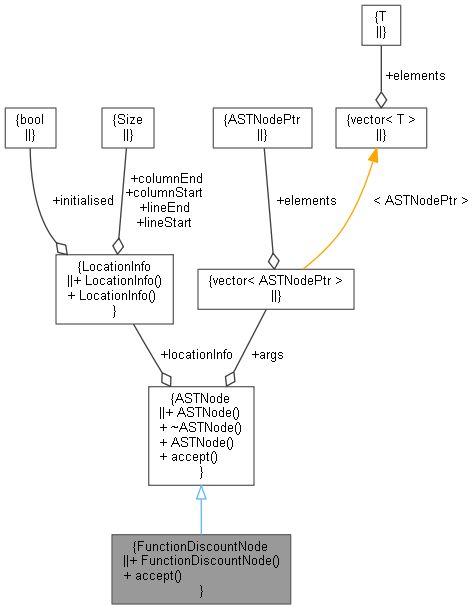 {T
||}
+elements
{bool
||}
{Size
||}
{ASTNodePtr
||}
{vector< T >
||}
+initialised
+columnEnd
+columnStart
+lineEnd
+lineStart
+elements
< ASTNodePtr >
{LocationInfo
||+ LocationInfo()
+ LocationInfo()
}
{vector< ASTNodePtr >
||}
+locationInfo
+args
{ASTNode
||+ ASTNode()
+ ~ASTNode()
+ ASTNode()
+ accept()
}
{FunctionDiscountNode
||+ FunctionDiscountNode()
+ accept()
}